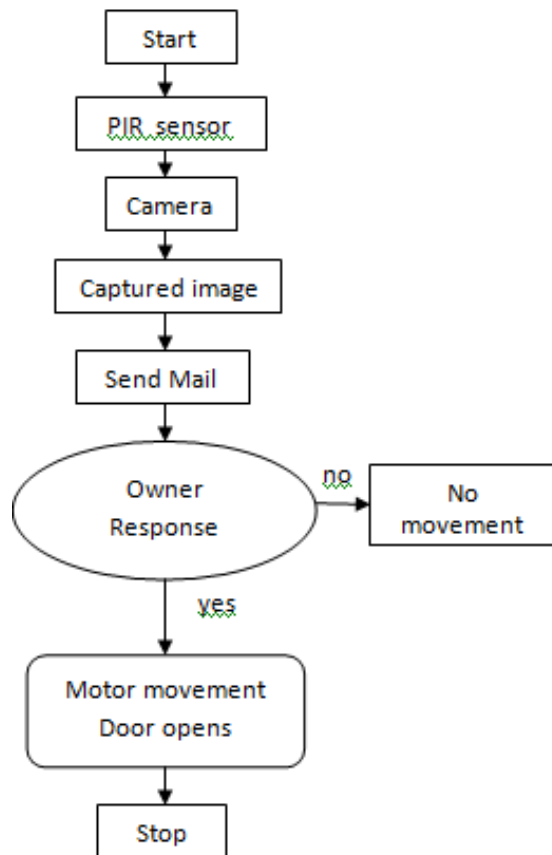 Start
PIR sensor
Camera
Captured image
Send Mail
Owner
Response
no
No
movement
yes
Motor movement
Door opens
Stop